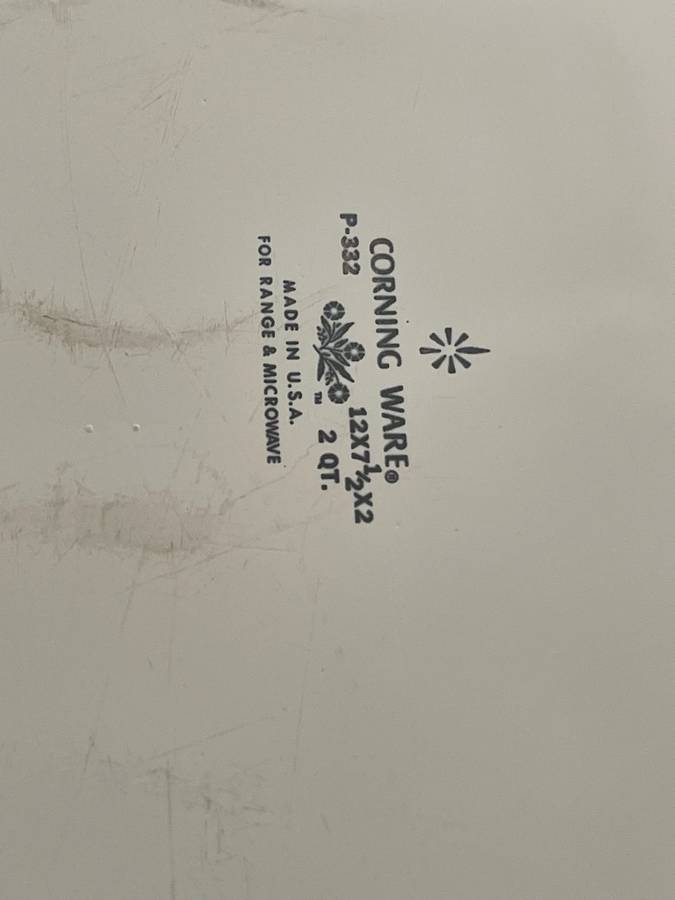 CORNING WARE®
P-332 12X7½X2
™ 2 QT.
MADE IN U.S.A.
FOR RANGE & MICROWAVE